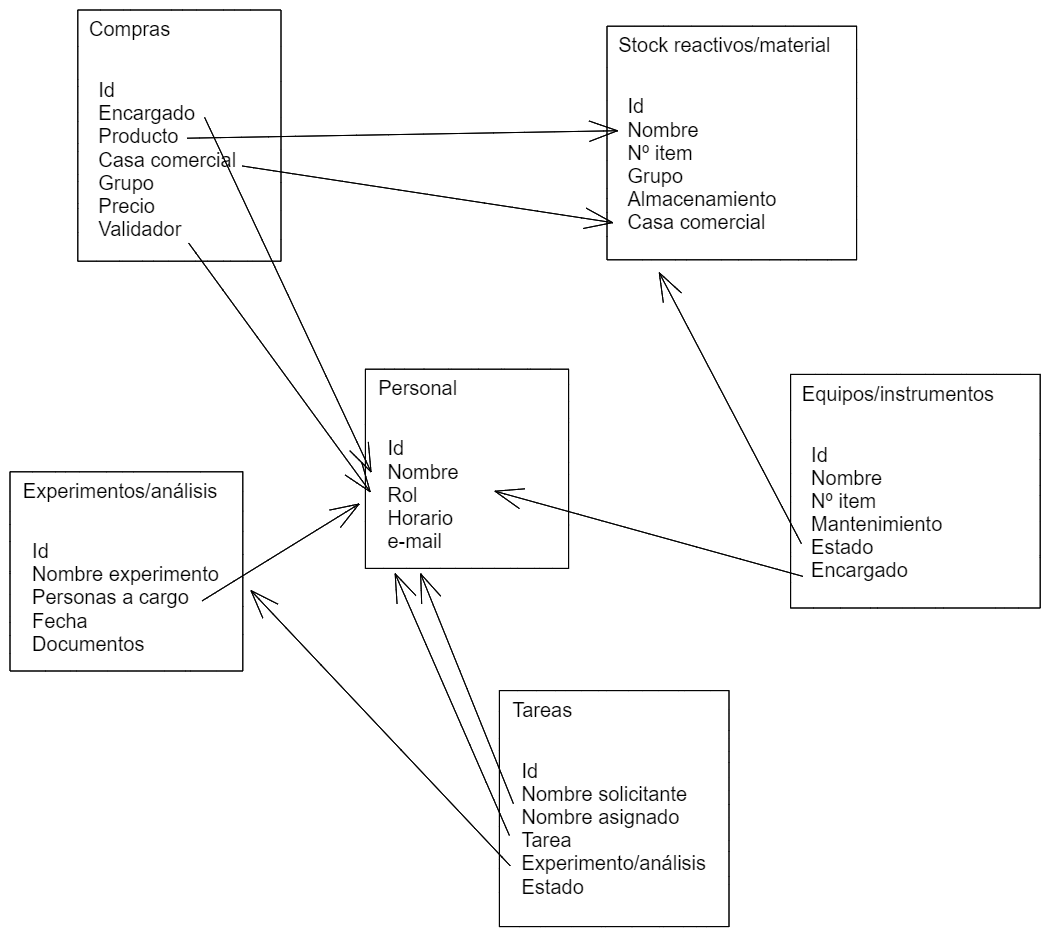 Compras
Id
Encargado
Producto
Casa comercial
Grupo
Precio
Validador
Stock reactivos/material
Id
Nombre
Nº item
Grupo
Almacenamiento
Casa comercial
Personal
Id
Nombre
Rol
Horario
e-mail
Equipos/instrumentos
Id
Nombre
Nº item
Mantenimiento
Estado
Encargado
Experimentos/análisis
Id
Nombre experimento
Personas a cargo
Fecha
Documentos
Tareas
Id
Nombre solicitante
Nombre asignado
Tarea
Experimento/análisis
Estado